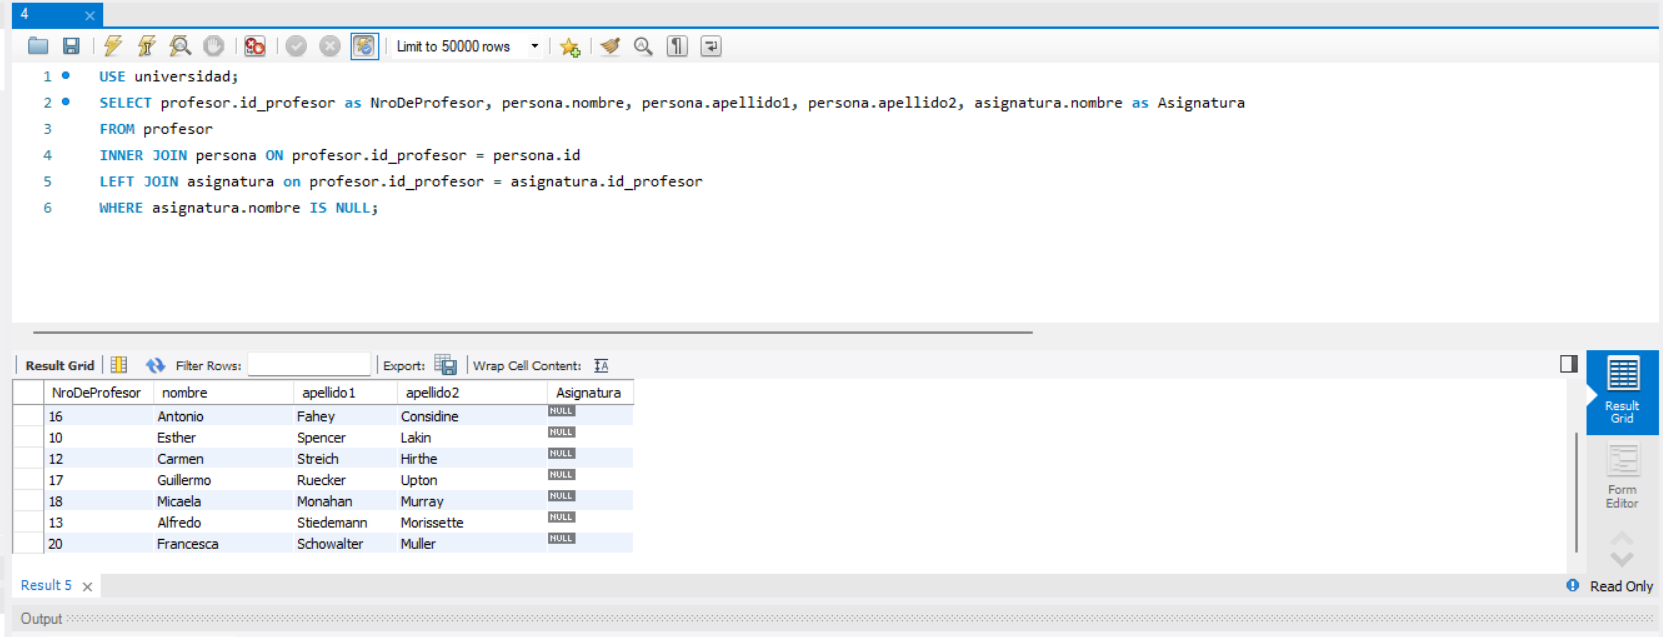 4
Limit to 50000 rows
1 USE universidad;
2 SELECT profesor.id_profesor as NroDeProfesor, persona.nombre, persona.apellido1, persona.apellido2, asignatura.nombre as Asignatura
3 FROM profesor
4 INNER JOIN persona ON profesor.id_profesor = persona.id
5 LEFT JOIN asignatura on profesor.id_profesor = asignatura.id_profesor
6 WHERE asignatura.nombre IS NULL;
Result Grid Filter Rows: Export: Wrap Cell Content:
NroDeProfesor nombre apellido1 apellido2 Asignatura
16 Antonio Fahey Considine NULL
10 Esther Spencer Lakin NULL
12 Carmen Streich Hirthe NULL
17 Guillermo Ruecker Upton NULL
18 Micaela Monahan Murray NULL
13 Alfredo Stiedemann Morissette NULL
20 Francesca Schowalter Muller NULL
Result
Grid
Form
Editor
Result 5
Read Only
Output